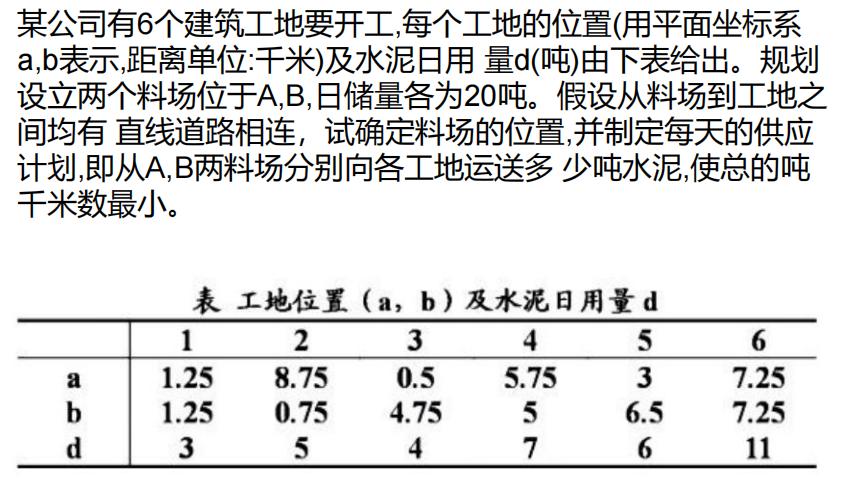 某公司有6个建筑工地要开工,每个工地的位置(用平面坐标系
a,b表示,距离单位:千米)及水泥日用 量d(吨)由下表给出。规划
设立两个料场位于A,B,日储量各为20吨。假设从料场到工地之
间均有 直线道路相连，试确定料场的位置,并制定每天的供应
计划,即从A,B两料场分别向各工地运送多 少吨水泥,使总的吨
千米数最小。
表 工地位置（a，b）及水泥日用量 d
1 2 3 4 5 6
a 1.25 8.75 0.5 5.75 3 7.25
b 1.25 0.75 4.75 5 6.5 7.25
d 3 5 4 7 6 11